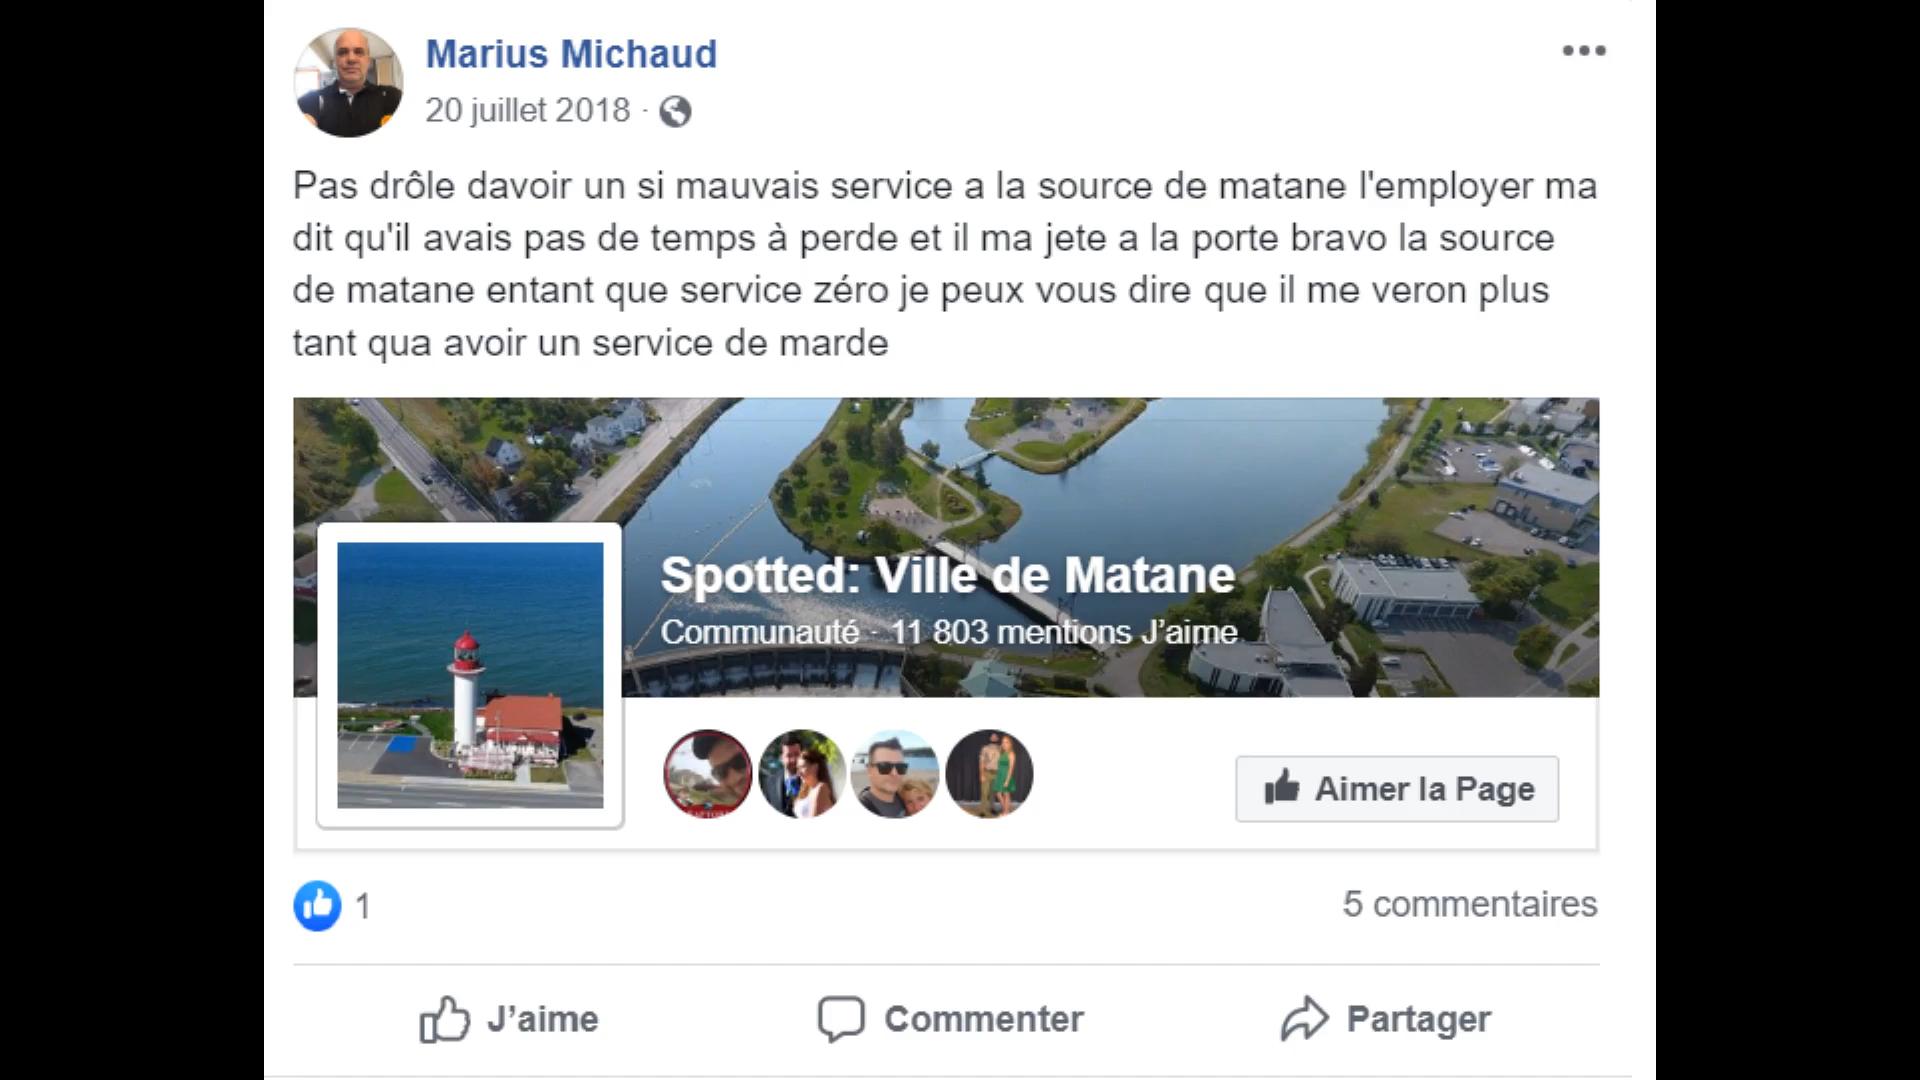 Marius Michaud
20 juillet 2018 ·
Pas drôle davoir un si mauvais service a la source de matane l'employer ma
dit qu'il avais pas de temps à perde et il ma jete a la porte bravo la source
de matane entant que service zéro je peux vous dire que il me veron plus
tant qua avoir un service de marde
Spotted: Ville de Matane
Communauté · 11 803 mentions J’aime
Aimer la Page
1
5 commentaires
J’aime
Commenter
Partager